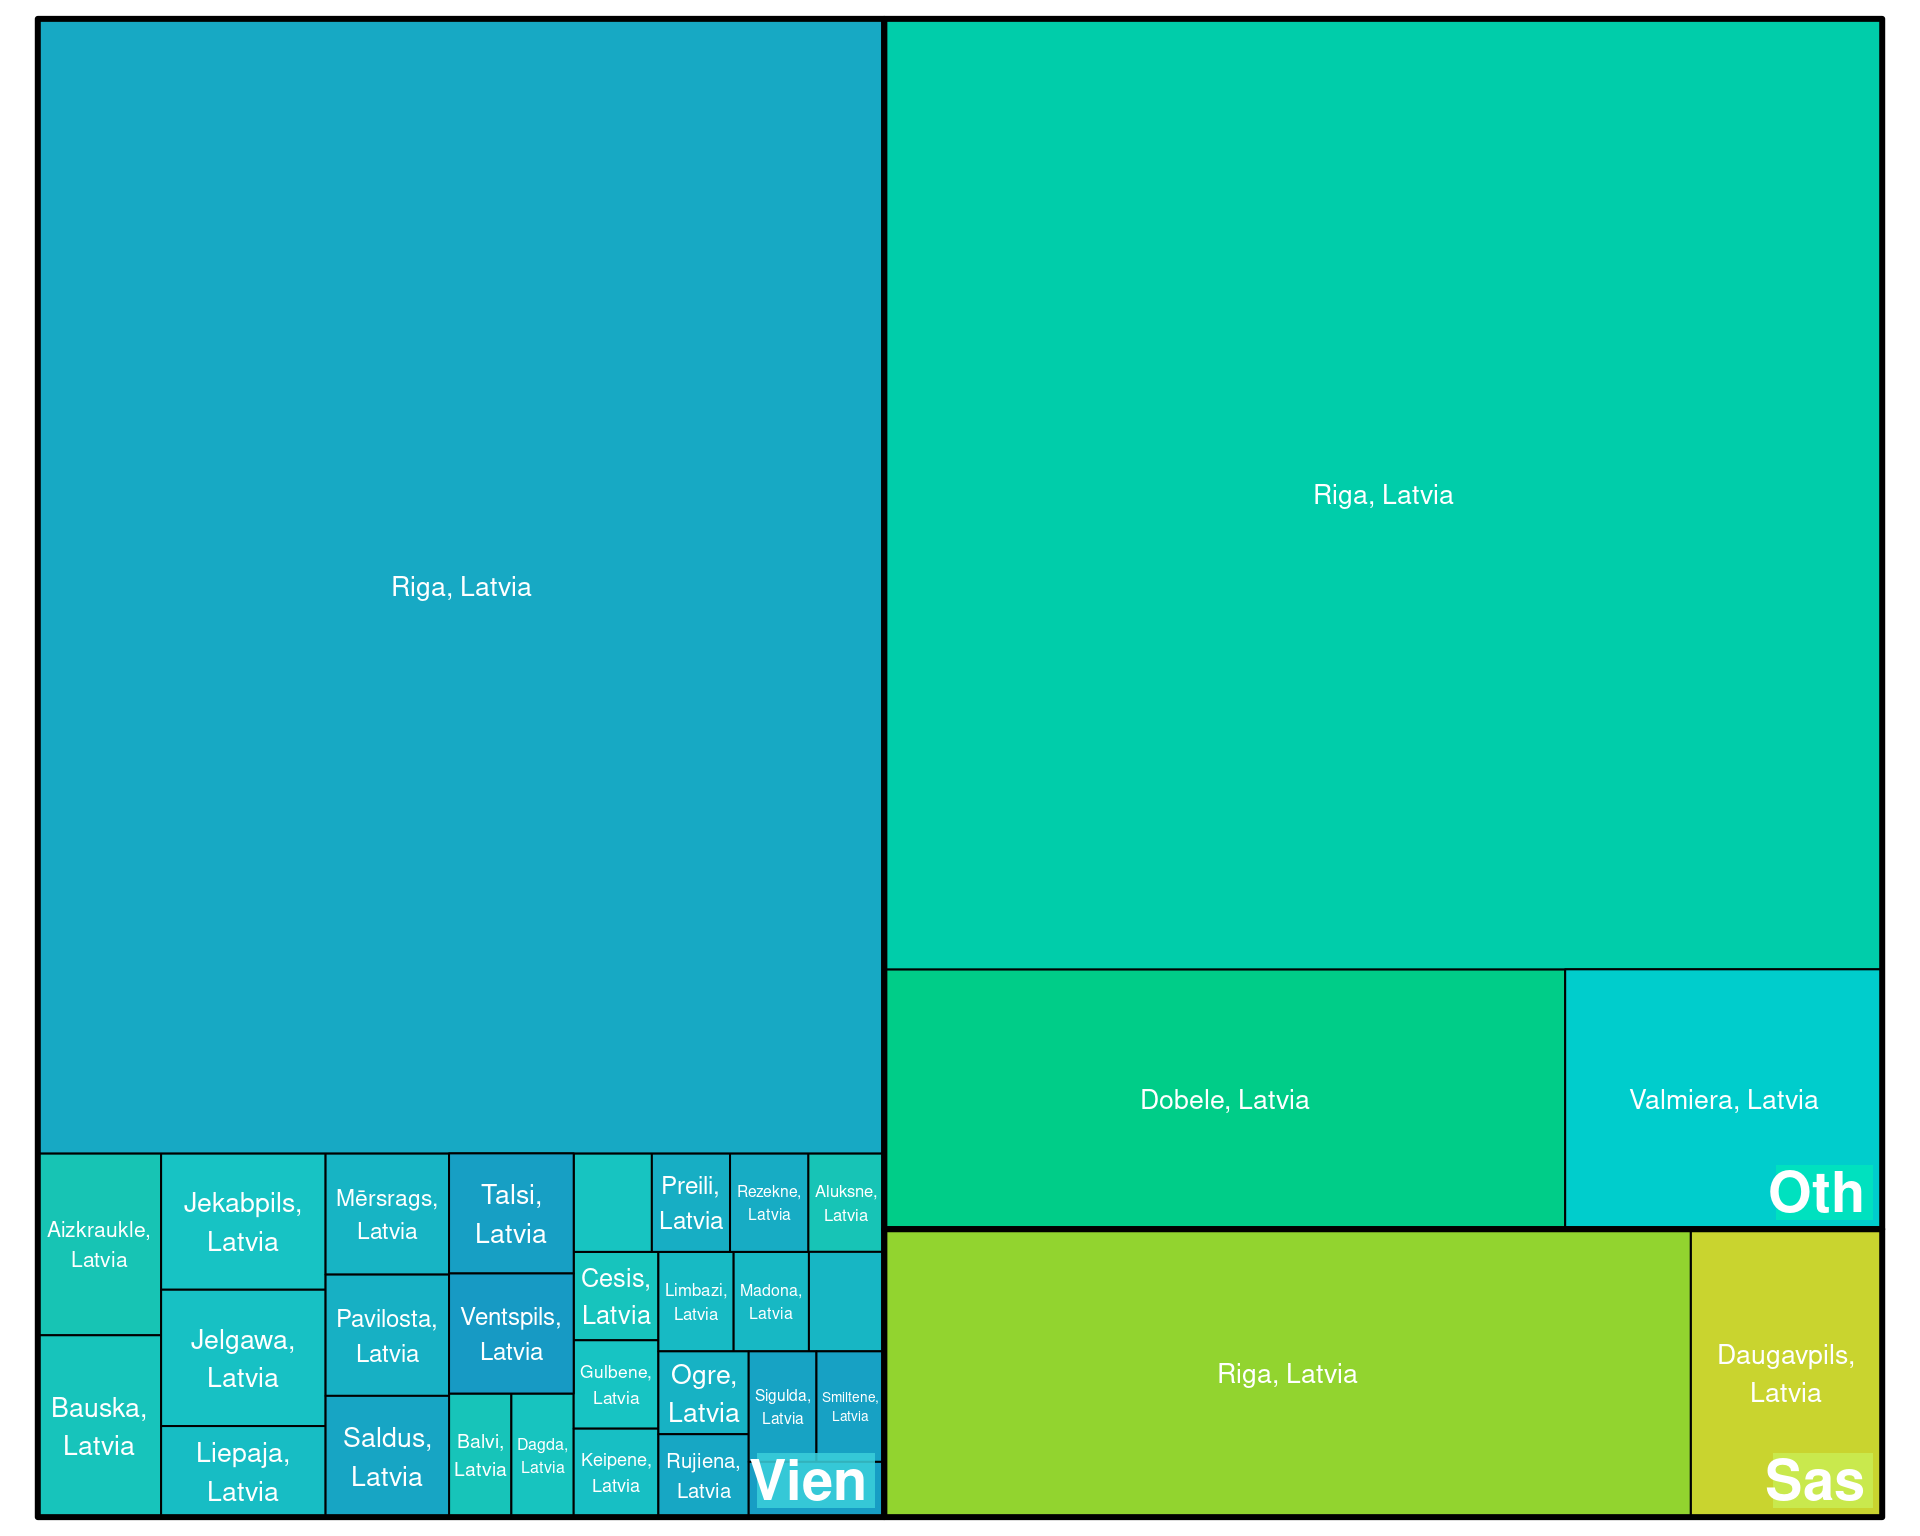 Riga, Latvia
Aizkraukle,
Latvia
Bauska,
Latvia
Jekabpils,
Latvia
Jelgawa,
Latvia
Liepaja,
Latvia
Mērsrags,
Latvia
Pavilosta,
Latvia
Saldus,
Latvia
Talsi,
Latvia
Ventspils,
Latvia
Balvi,
Latvia
Dagda,
Latvia
Preili,
Latvia
Rezekne,
Latvia
Aluksne,
Latvia
Cesis,
Latvia
Gulbene,
Latvia
Keipene,
Latvia
Limbazi,
Latvia
Madona,
Latvia
Ogre,
Latvia
Rujiena,
Latvia
Sigulda,
Latvia
Smiltene,
Latvia
Vien
Riga, Latvia
Dobele, Latvia
Valmiera, Latvia
Oth
Riga, Latvia
Daugavpils,
Latvia
Sas